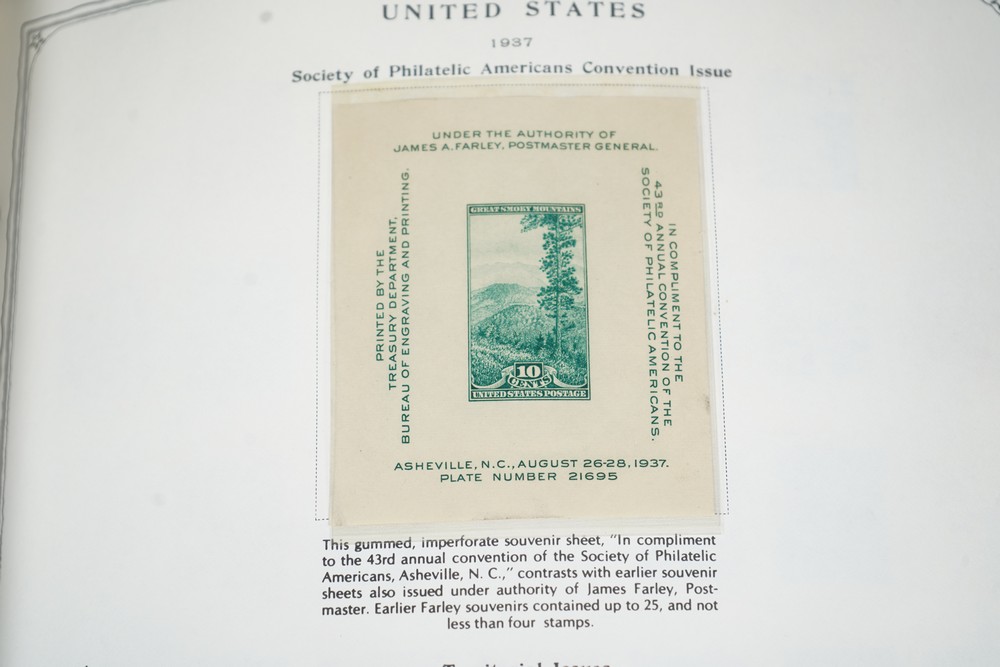 UNITED STATES
1937
Society of Philatelic Americans Convention Issue
UNDER THE AUTHORITY OF
JAMES A. FARLEY, POSTMASTER GENERAL.
PRINTED BY THE
TREASURY DEPARTMENT,
BUREAU OF ENGRAVING AND PRINTING.
GREAT SMOKY MOUNTAINS
10
CENTS
UNITED STATES POSTAGE
IN COMPLIMENT TO THE
43RD ANNUAL CONVENTION OF THE
SOCIETY OF PHILATELIC AMERICANS.
ASHEVILLE, N.C., AUGUST 26-28, 1937.
PLATE NUMBER 21695
This gummed, imperforate souvenir sheet, "In compliment
to the 43rd annual convention of the Society of Philatelic
Americans, Asheville, N. C.," contrasts with earlier souvenir
sheets also issued under authority of James Farley, Post-
master. Earlier Farley souvenirs contained up to 25, and not
less than four stamps.